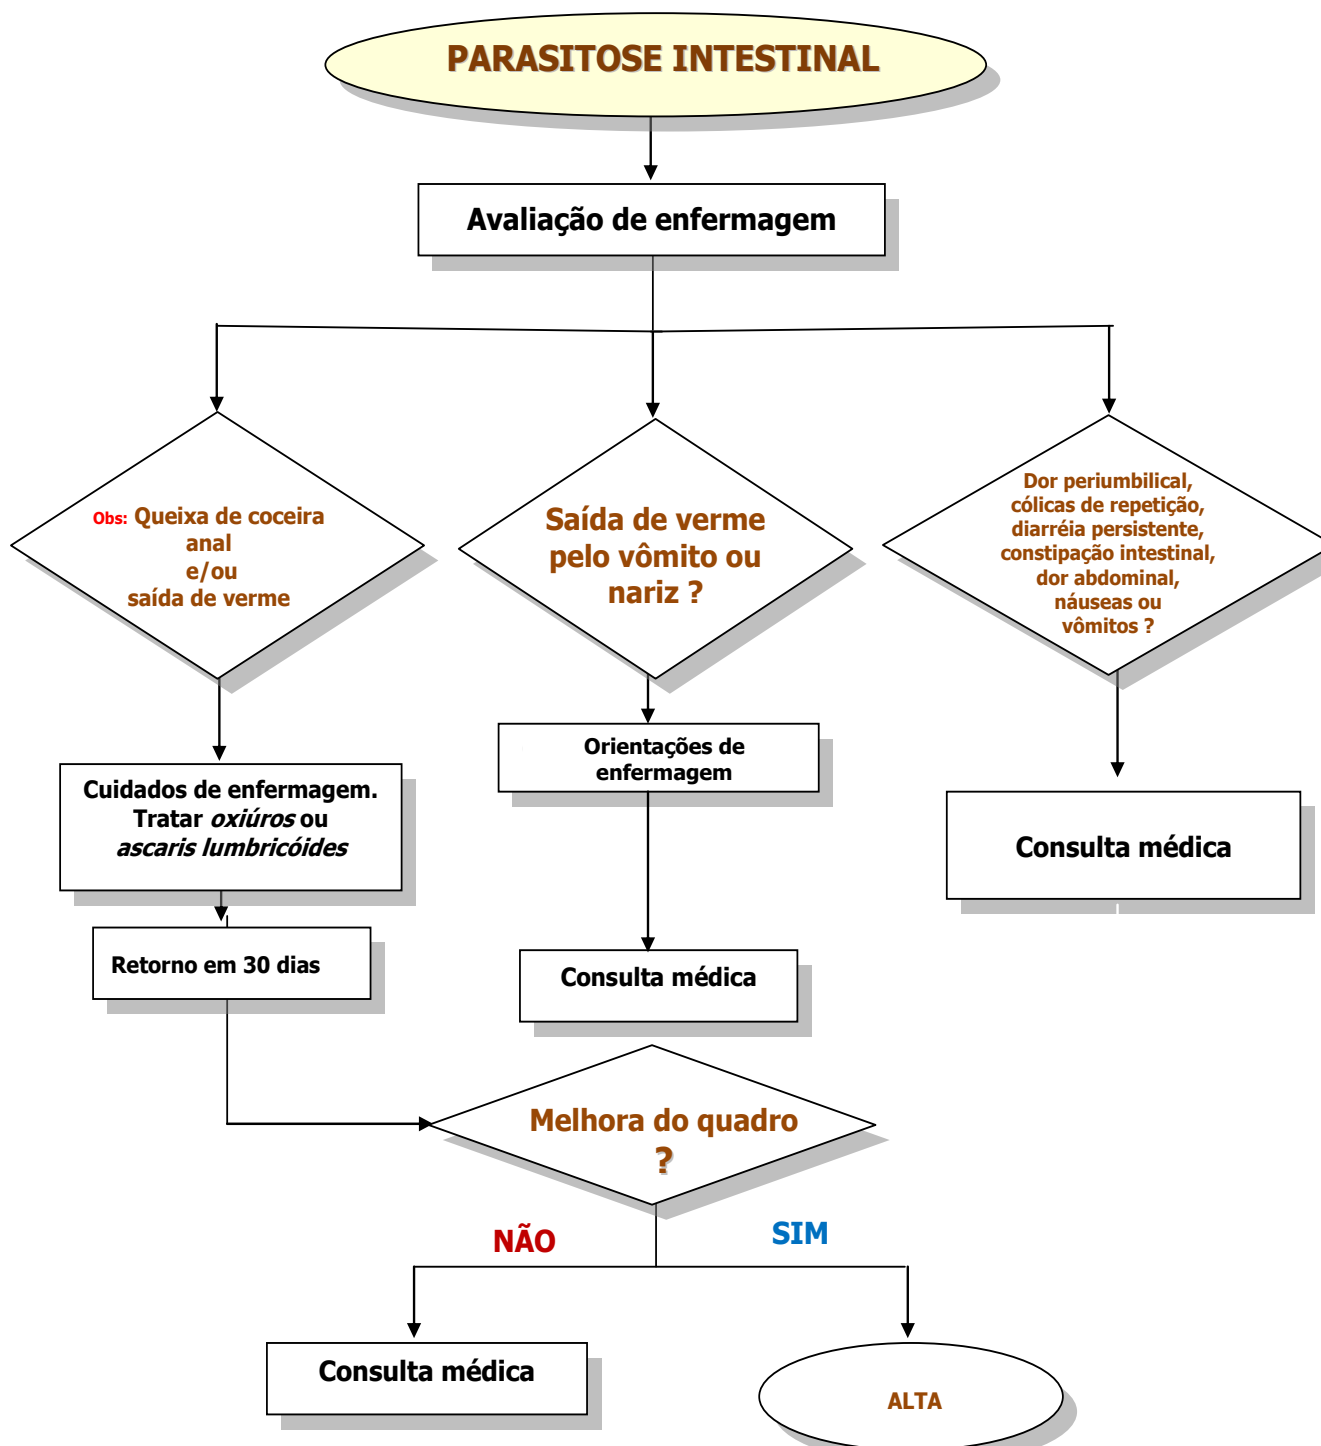 PARASITOSE INTESTINAL
Avaliação de enfermagem
Obs: Queixa de coceira
anal
e/ou
saída de verme
Saída de verme
pelo vômito ou
nariz ?
Dor periumbilical,
cólicas de repetição,
diarréia persistente,
constipação intestinal,
dor abdominal,
náuseas ou
vômitos ?
Cuidados de enfermagem.
Tratar oxiúros ou
ascaris lumbricóides
Orientações de
enfermagem
Consulta médica
Retorno em 30 dias
Consulta médica
Melhora do quadro
?
NÃO
SIM
Consulta médica
ALTA